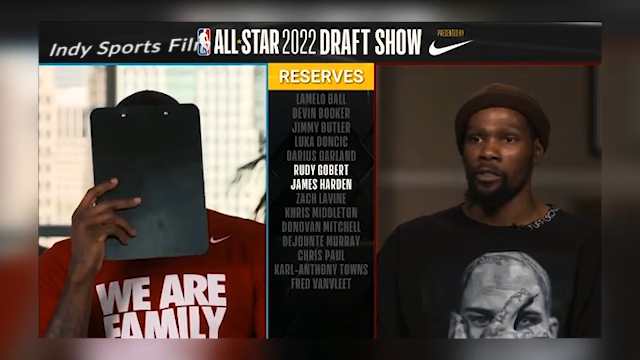 Indy Sports Fil
NBA
ALL-STAR 2022 DRAFT SHOW
PRESENTED BY
RESERVES
LAMELO BALL
DEVIN BOOKER
JIMMY BUTLER
LUKA DONCIC
DARIUS GARLAND
RUDY GOBERT
JAMES HARDEN
ZACH LAVINE
KHRIS MIDDLETON
DONOVAN MITCHELL
DEJOUNTE MURRAY
CHRIS PAUL
KARL-ANTHONY TOWNS
FRED VANVLEET
WE ARE
FAMILY